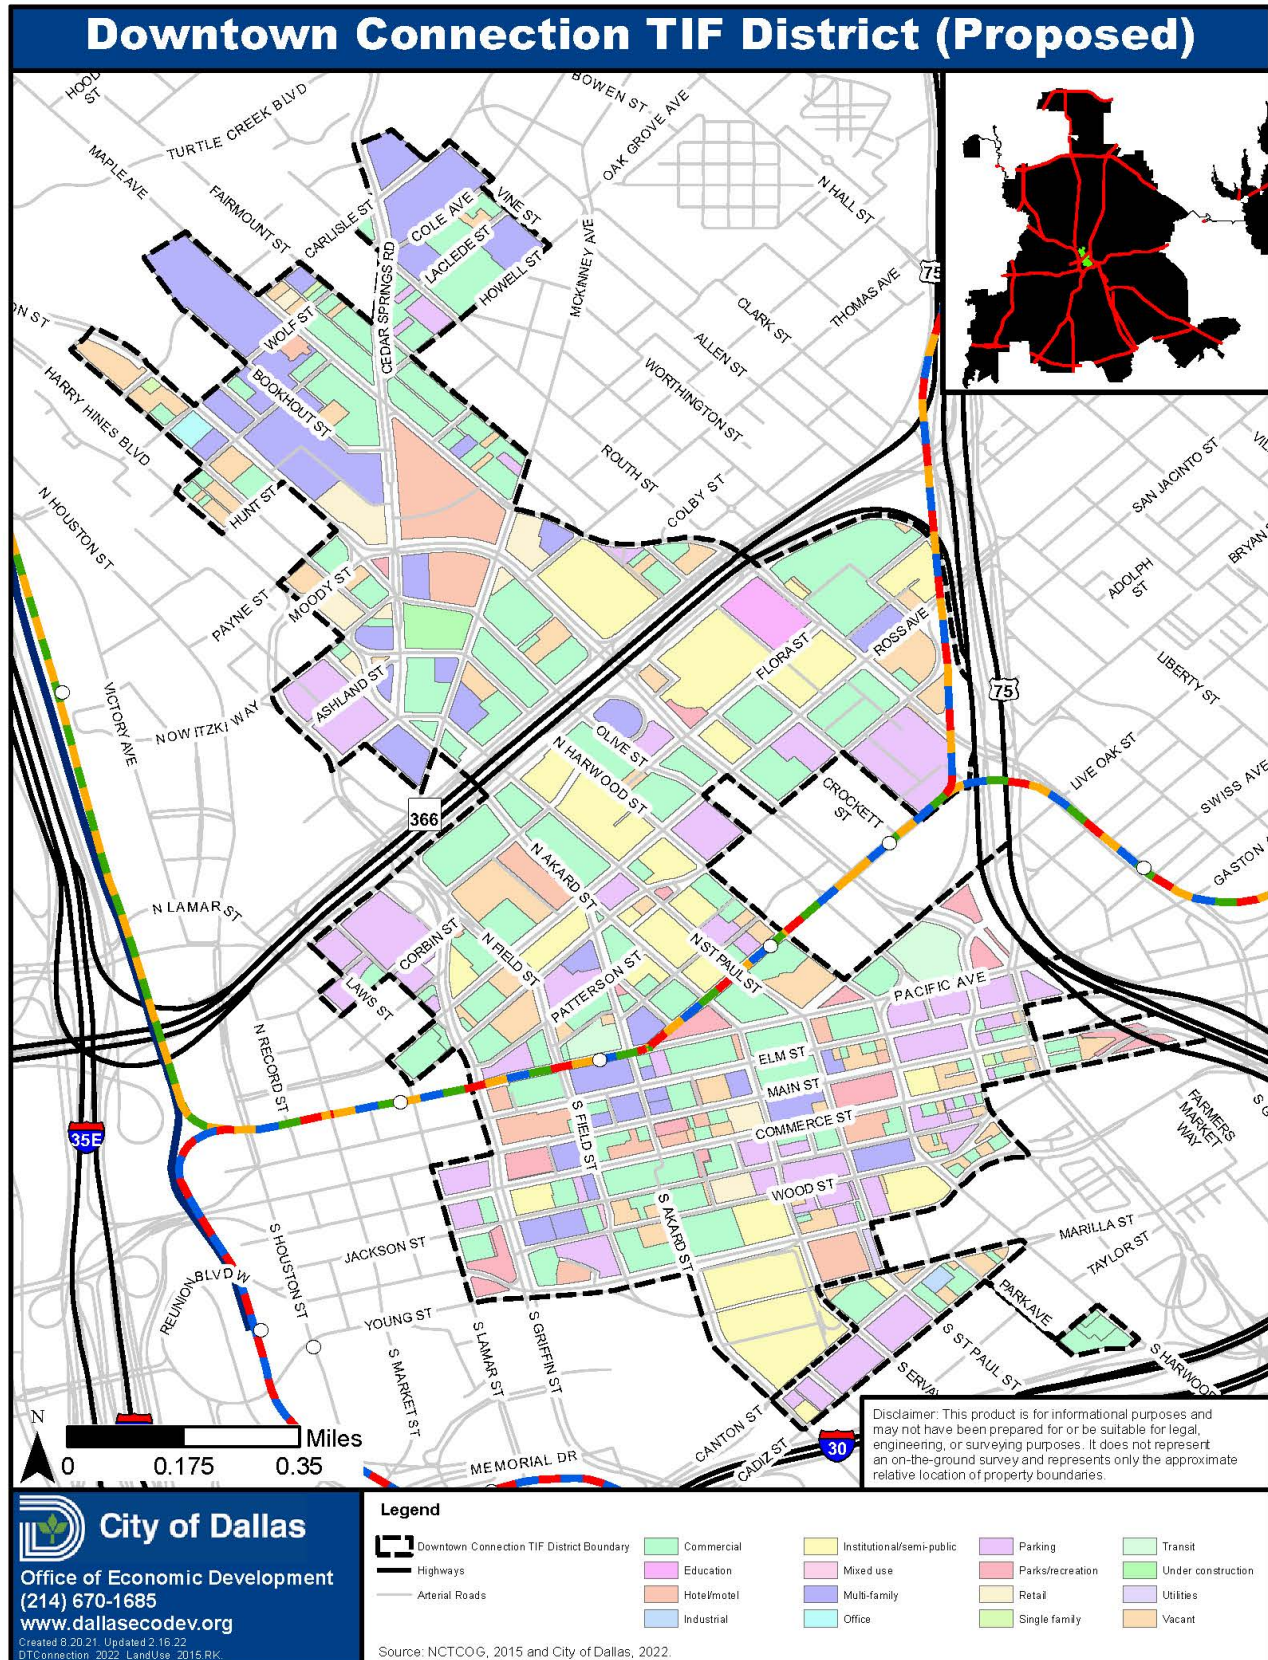 Downtown Connection TIF District (Proposed)
HOOD
ST
TURTLE CREEK BLVD
BOWEN ST
OAK GROVE AVE
MAPLE AVE
FAIRMOUNT ST
CARLISLE ST
COLE AVE
VINE ST
LACLEDE ST
HOWELL ST
N HALL ST
MCKINNEY AVE
CEDAR SPRINGS RD
THOMAS AVE
75
CLARK ST
ALLEN ST
WORTHINGTON ST
WOLF ST
BOOKHOUT ST
ON ST
HARRY HINES BLVD
HUNT ST
ROUTH ST
COLBY ST
N HOUSTON ST
SAN JACINTO ST
BRYAN
ADOLPH
ST
PAYNE ST
MOODY ST
FLORA ST
ROSS AVE
LIBERTY ST
75
VICTORY AVE
NOWITZKI WAY
ASHLAND ST
OLIVE ST
N HARWOOD ST
LIVE OAK ST
SWISS AVE
CROCKETT
ST
366
GASTON
N AKARD ST
N LAMAR ST
CORBIN ST
N FIELD ST
N ST PAUL ST
LAWS ST
PATTERSON ST
PACIFIC AVE
N RECORD ST
ELM ST
MAIN ST
COMMERCE ST
35E
S FIELD ST
FARMERS
MARKET
WAY
WOOD ST
S AKARD ST
MARILLA ST
TAYLOR ST
JACKSON ST
REUNION BLVD W
S HOUSTON ST
PARK AVE
YOUNG ST
S LAMAR ST
S GRIFFIN ST
S MARKET ST
S ST PAUL ST
S HARWOOD
CANTON ST
CADIZ ST
30
MEMORIAL DR
N
Miles
0 0.175 0.35
Disclaimer: This product is for informational purposes and
may not have been prepared for or be suitable for legal,
engineering, or surveying purposes. It does not represent
an on-the-ground survey and represents only the approximate
relative location of property boundaries.
City of Dallas
Office of Economic Development
(214) 670-1685
www.dallasecodev.org
Created 8.20.21. Updated 2.16.22
DTConnection_2022_LandUse_2015.RK.
Legend
Downtown Connection TIF District Boundary
Highways
Arterial Roads
Commercial
Education
Hotel/motel
Industrial
Institutional/semi-public
Mixed use
Multi-family
Office
Parking
Parks/recreation
Retail
Single family
Transit
Under construction
Utilities
Vacant
Source: NCTCOG, 2015 and City of Dallas, 2022.